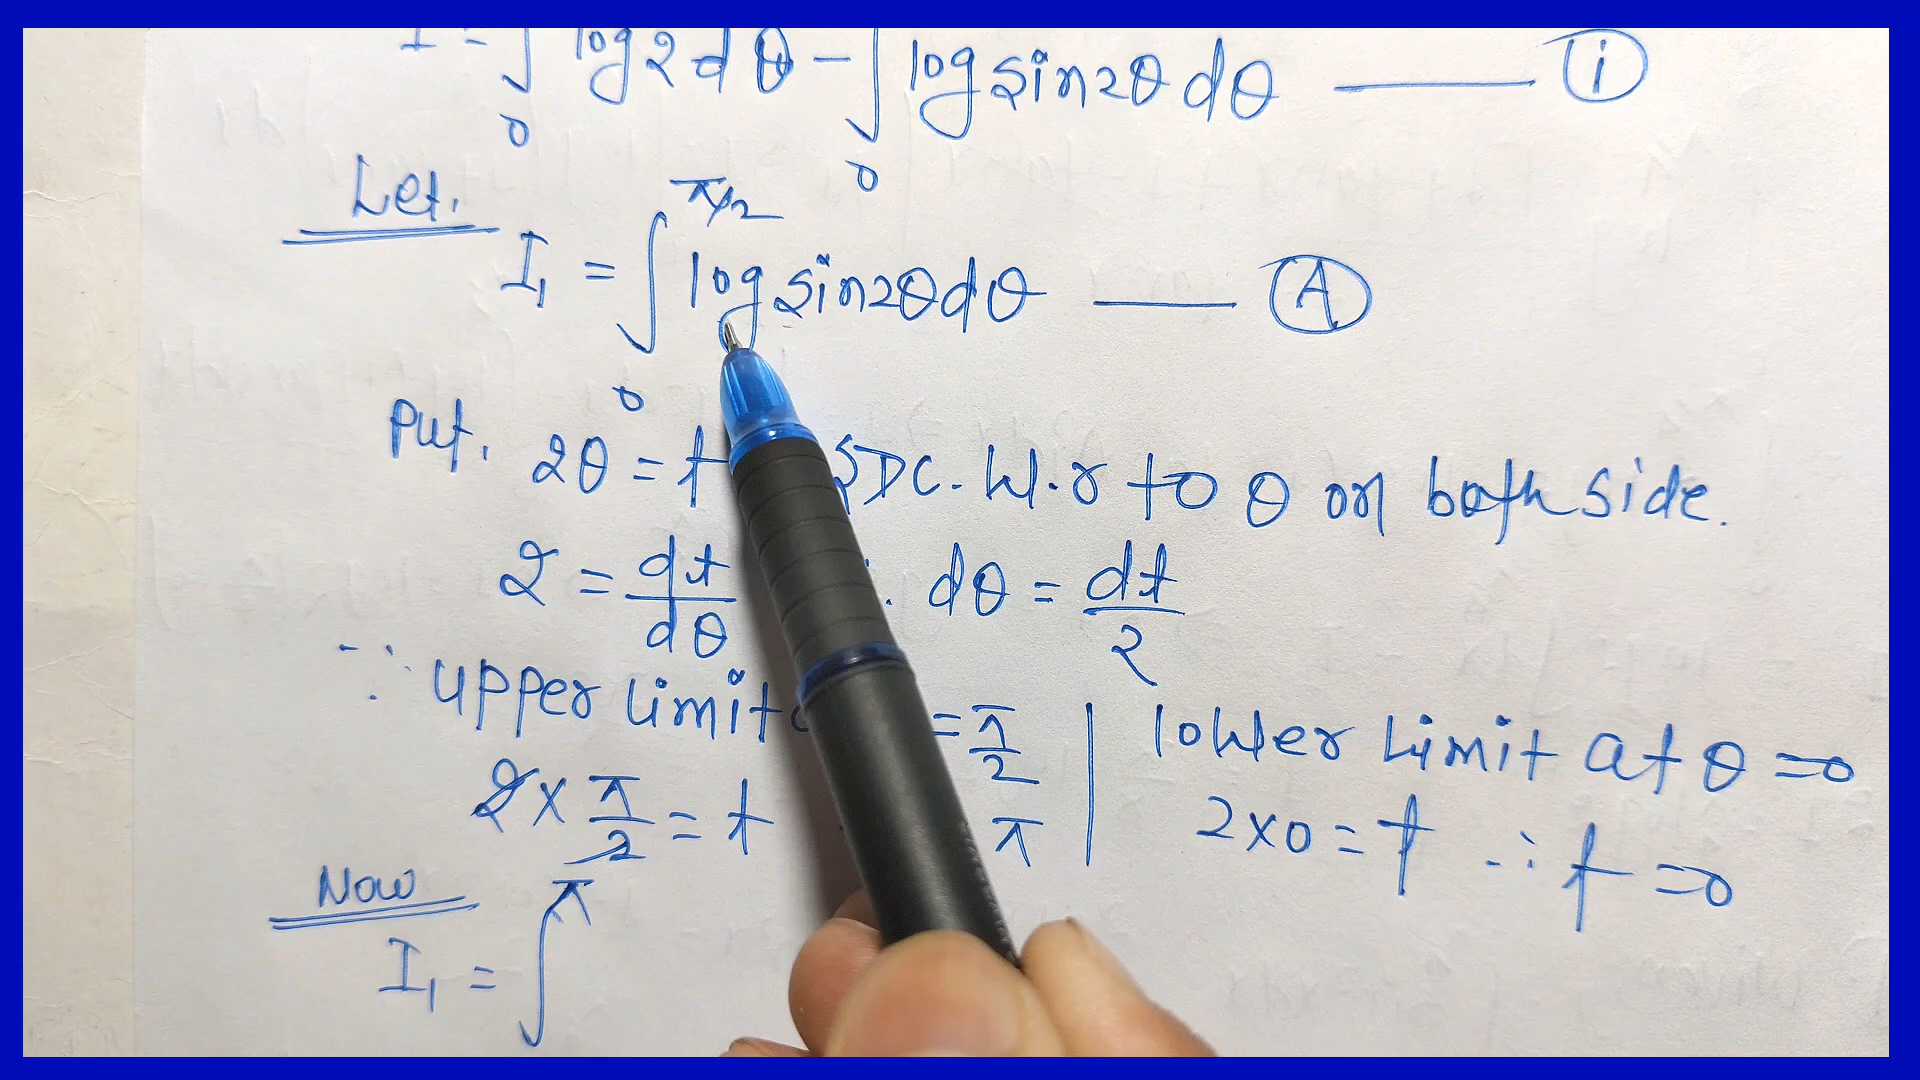 I = ∫₀ log2 dθ - ∫₀ log sin2θ dθ —— (i)
Let.
I₁ = ∫₀^π/2 log sin2θ dθ —— (A)
Put. 2θ = t SDC. W.r to θ on both side.
2 = dt/dθ ∴ dθ = dt/2
∵ upper limit = π/2 | lower limit at θ = 0
2 × π/2 = t π | 2×0 = t ∴ t = 0
Now
I₁ = ∫^π